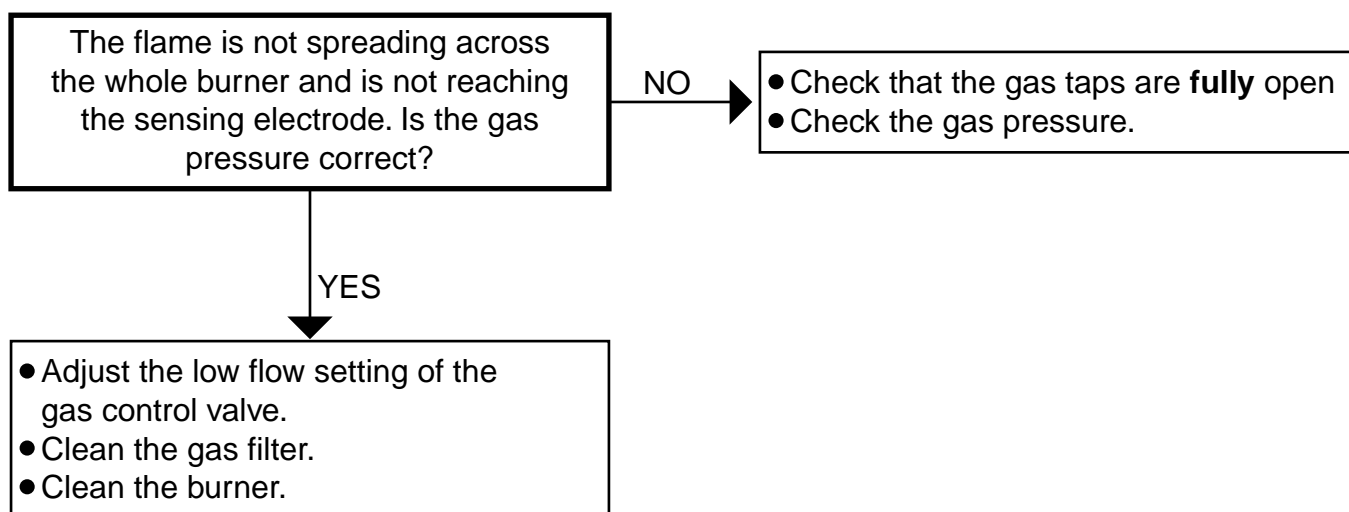 The flame is not spreading across
the whole burner and is not reaching
the sensing electrode. Is the gas
pressure correct?
NO
● Check that the gas taps are fully open
● Check the gas pressure.
YES
● Adjust the low flow setting of the
gas control valve.
● Clean the gas filter.
● Clean the burner.